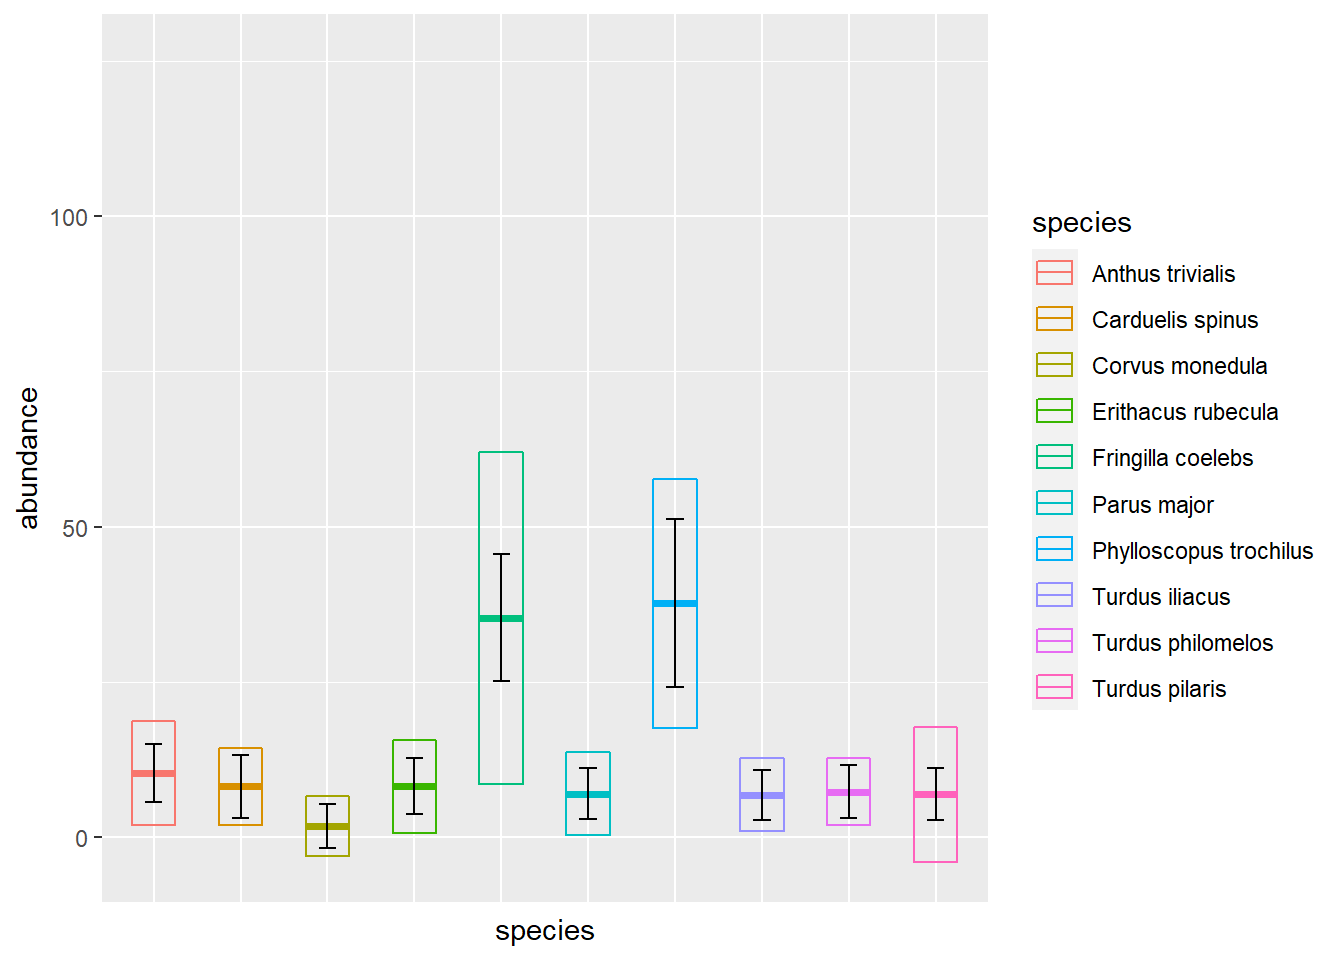 100
50
0
abundance
species
species
Anthus trivialis
Carduelis spinus
Corvus monedula
Erithacus rubecula
Fringilla coelebs
Parus major
Phylloscopus trochilus
Turdus iliacus
Turdus philomelos
Turdus pilaris